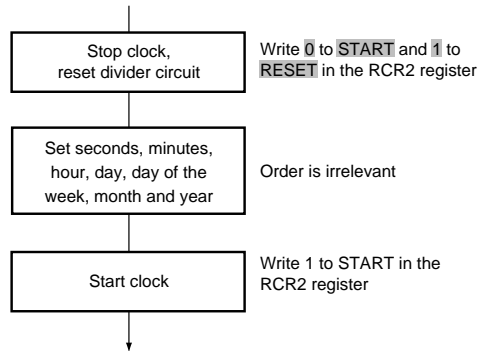 Stop clock,
reset divider circuit
Write 0 to START and 1 to
RESET in the RCR2 register
Set seconds, minutes,
hour, day, day of the
week, month and year
Order is irrelevant
Start clock
Write 1 to START in the
RCR2 register